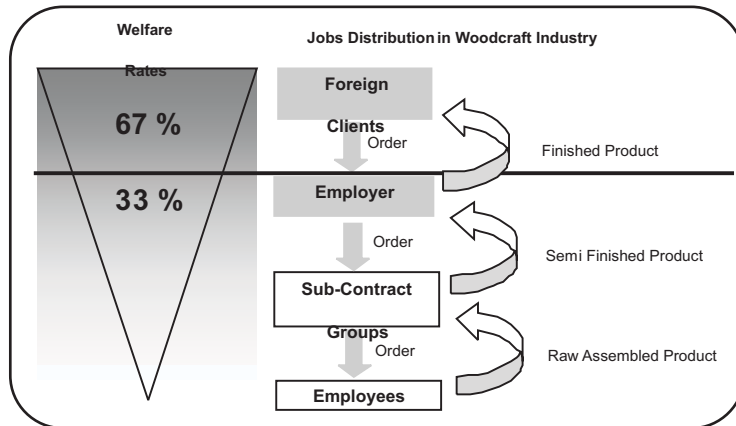 Welfare
Rates
67 %
33 %
Jobs Distribution in Woodcraft Industry
Foreign
Clients
Order
Finished Product
Employer
Order
Semi Finished Product
Sub-Contract
Groups
Order
Raw Assembled Product
Employees